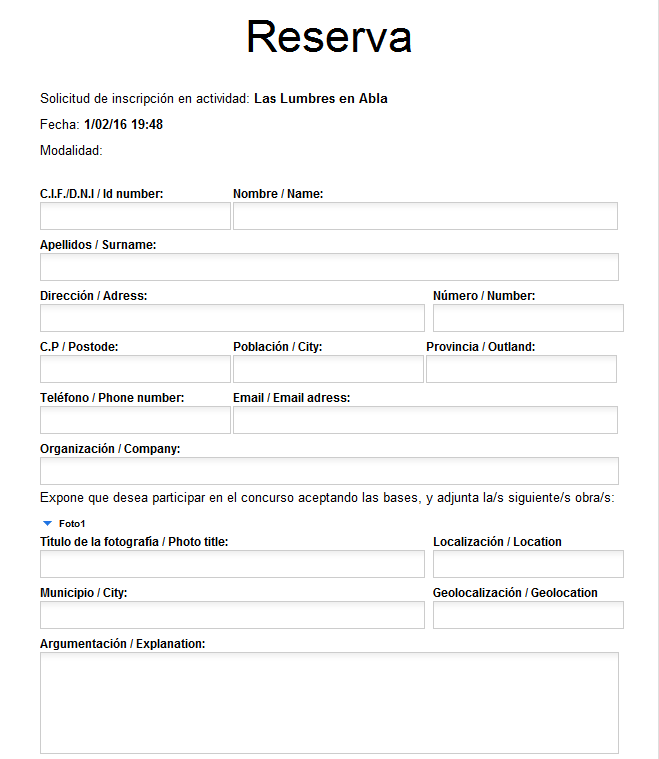 Reserva
Solicitud de inscripción en actividad: Las Lumbres en Abla
Fecha: 1/02/16 19:48
Modalidad:
C.I.F./D.N.I / Id number: Nombre / Name:
Apellidos / Surname:
Dirección / Adress: Número / Number:
C.P / Postode: Población / City: Provincia / Outland:
Teléfono / Phone number: Email / Email adress:
Organización / Company:
Expone que desea participar en el concurso aceptando las bases, y adjunta la/s siguiente/s obra/s:
Foto1
Título de la fotografía / Photo title: Localización / Location
Municipio / City: Geolocalización / Geolocation
Argumentación / Explanation: